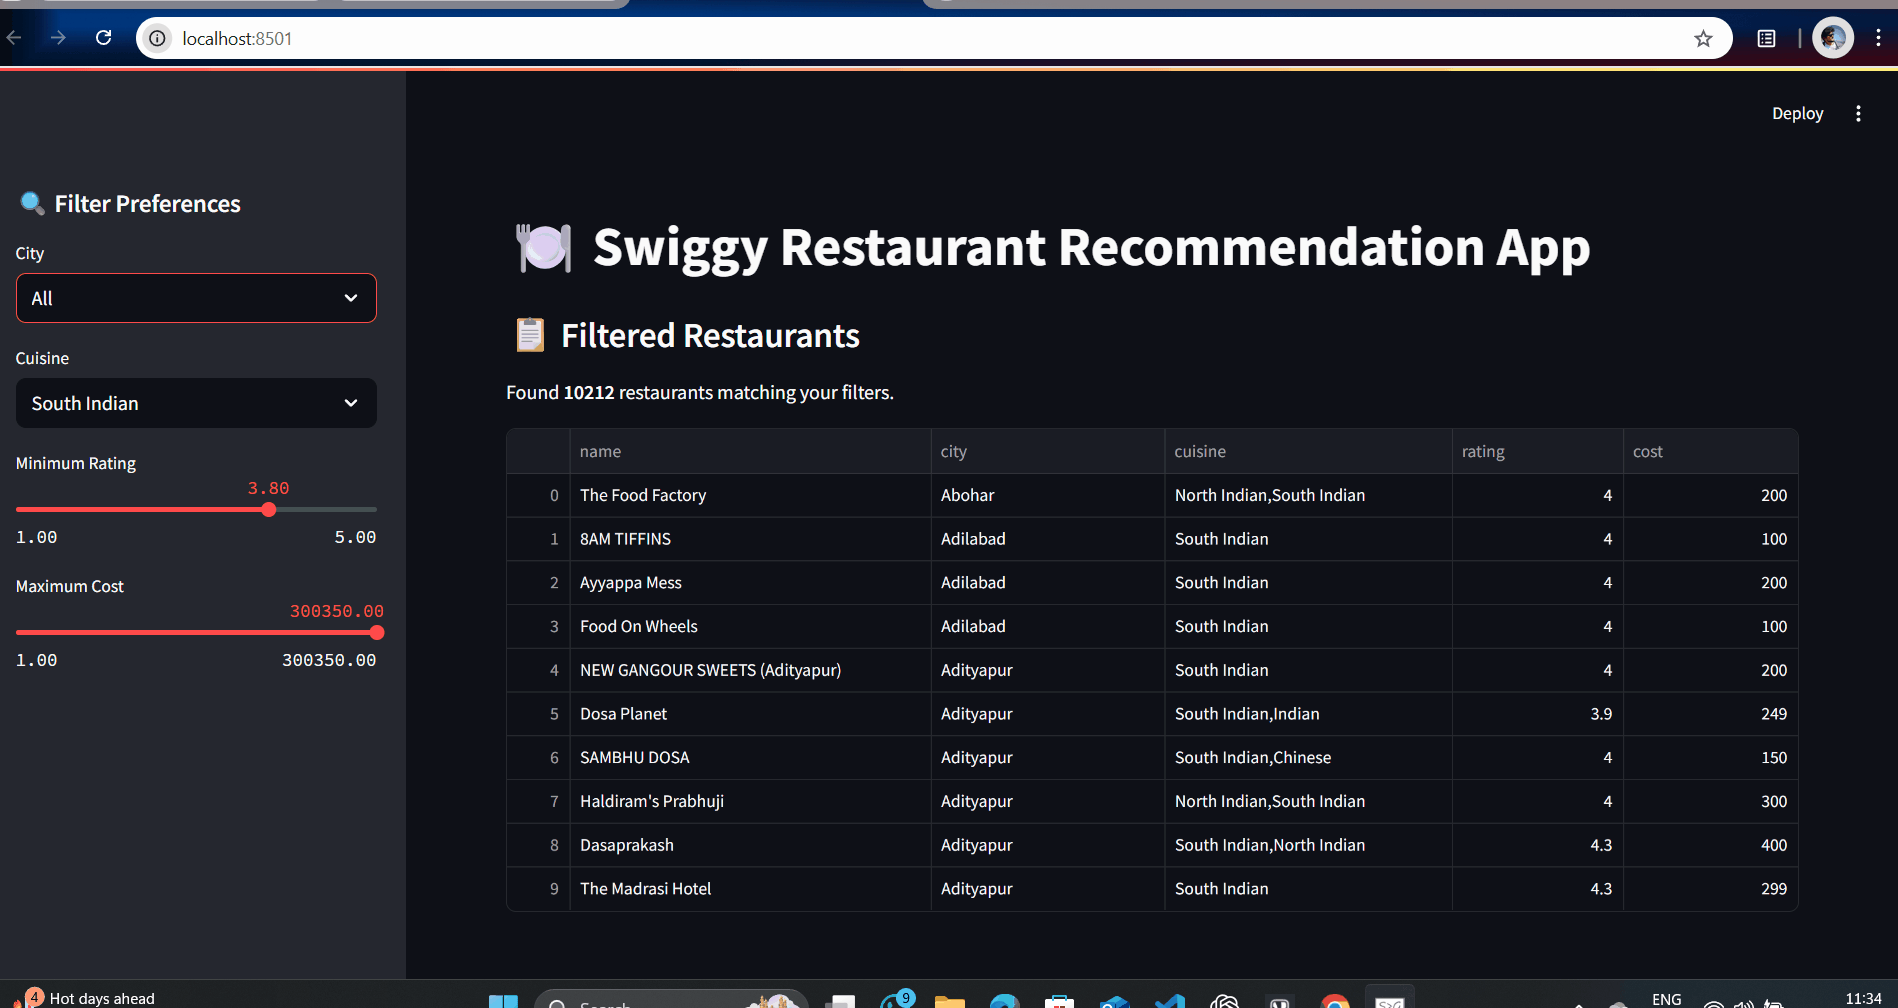 localhost:8501
Deploy
Filter Preferences
City
All
Cuisine
South Indian
Minimum Rating
3.80
1.00 5.00
Maximum Cost
300350.00
1.00 300350.00
Swiggy Restaurant Recommendation App
Filtered Restaurants
Found 10212 restaurants matching your filters.
name city cuisine rating cost
0 The Food Factory Abohar North Indian,South Indian 4 200
1 8AM TIFFINS Adilabad South Indian 4 100
2 Ayyappa Mess Adilabad South Indian 4 200
3 Food On Wheels Adilabad South Indian 4 100
4 NEW GANGOUR SWEETS (Adityapur) Adityapur South Indian 4 200
5 Dosa Planet Adityapur South Indian,Indian 3.9 249
6 SAMBHU DOSA Adityapur South Indian,Chinese 4 150
7 Haldiram's Prabhuji Adityapur North Indian,South Indian 4 300
8 Dasaprakash Adityapur South Indian,North Indian 4.3 400
9 The Madrasi Hotel Adityapur South Indian 4.3 299
4 Hot days ahead
Search
9
ENG
11:34